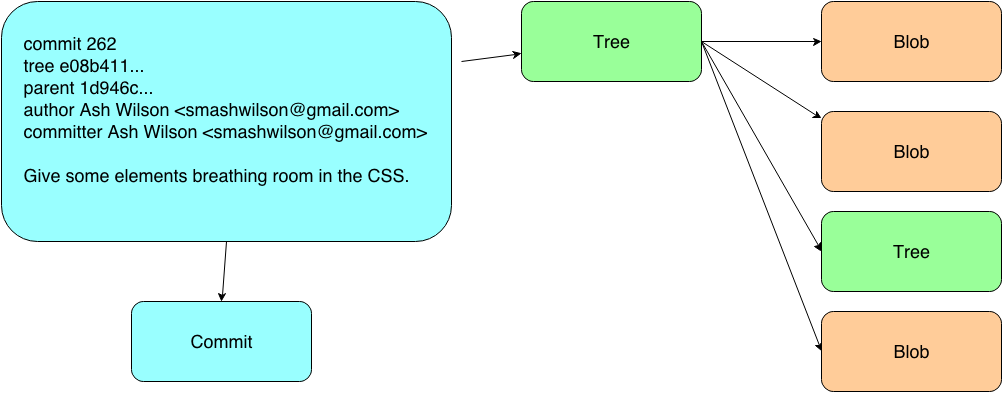 commit 262
tree e08b411...
parent 1d946c...
author Ash Wilson <smashwilson@gmail.com>
committer Ash Wilson <smashwilson@gmail.com>
Give some elements breathing room in the CSS.
Commit
Tree
Blob
Blob
Tree
Blob